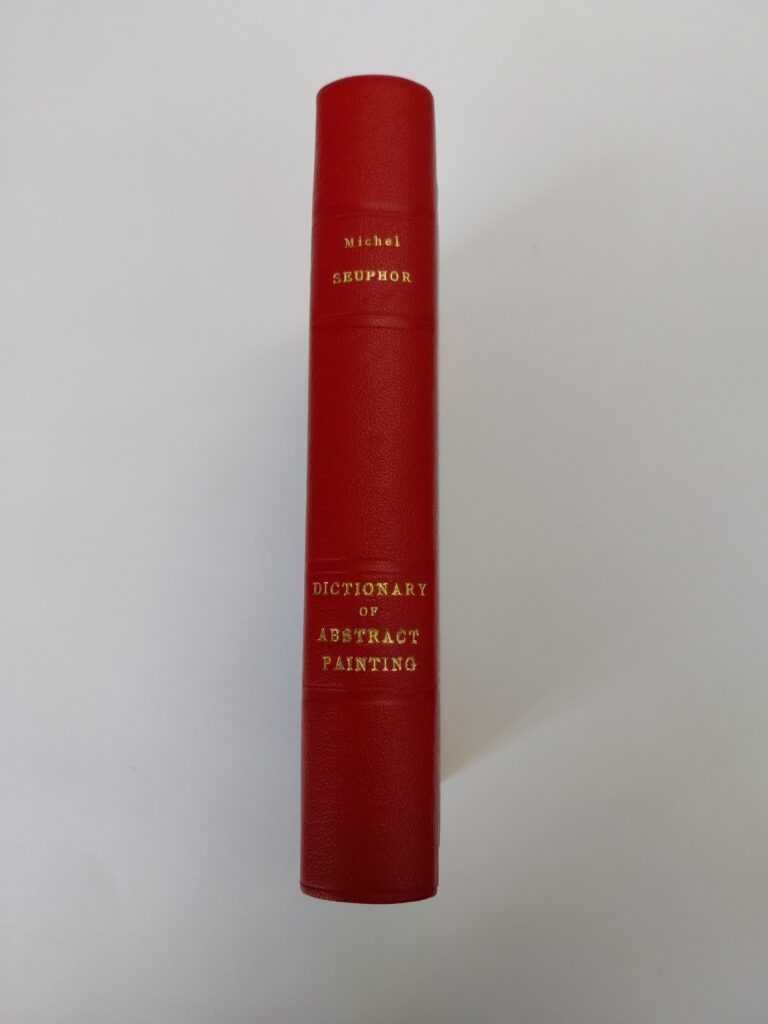 Michel
SEUPHOR
DICTIONARY
OF
ABSTRACT
PAINTING